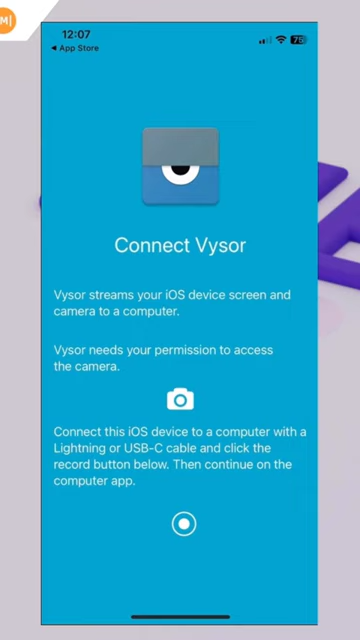 M
12:07
75
◀ App Store
Connect Vysor
Vysor streams your iOS device screen and
camera to a computer.
Vysor needs your permission to access
the camera.
Connect this iOS device to a computer with a
Lightning or USB-C cable and click the
record button below. Then continue on the
computer app.